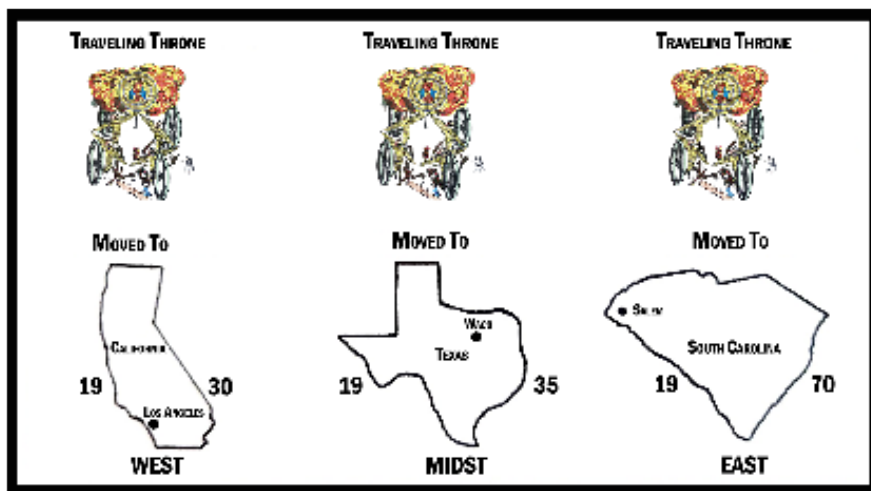 TRAVELING THRONE
MOVED TO
CALIFORNIA
19 30
LOS ANGELES
WEST
TRAVELING THRONE
MOVED TO
WACO
TEXAS
19 35
MIDST
TRAVELING THRONE
MOVED TO
SALEM
SOUTH CAROLINA
19 70
EAST